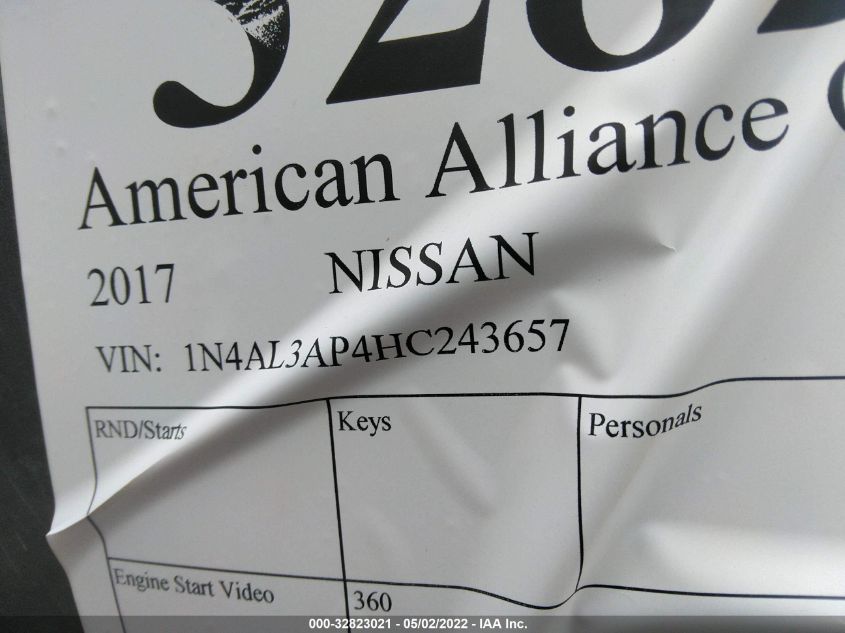 American Alliance
2017 NISSAN
VIN: 1N4AL3AP4HC243657
RND/Starts Keys Personals
Engine Start Video 360
000-32823021 - 05/02/2022 - IAA Inc.